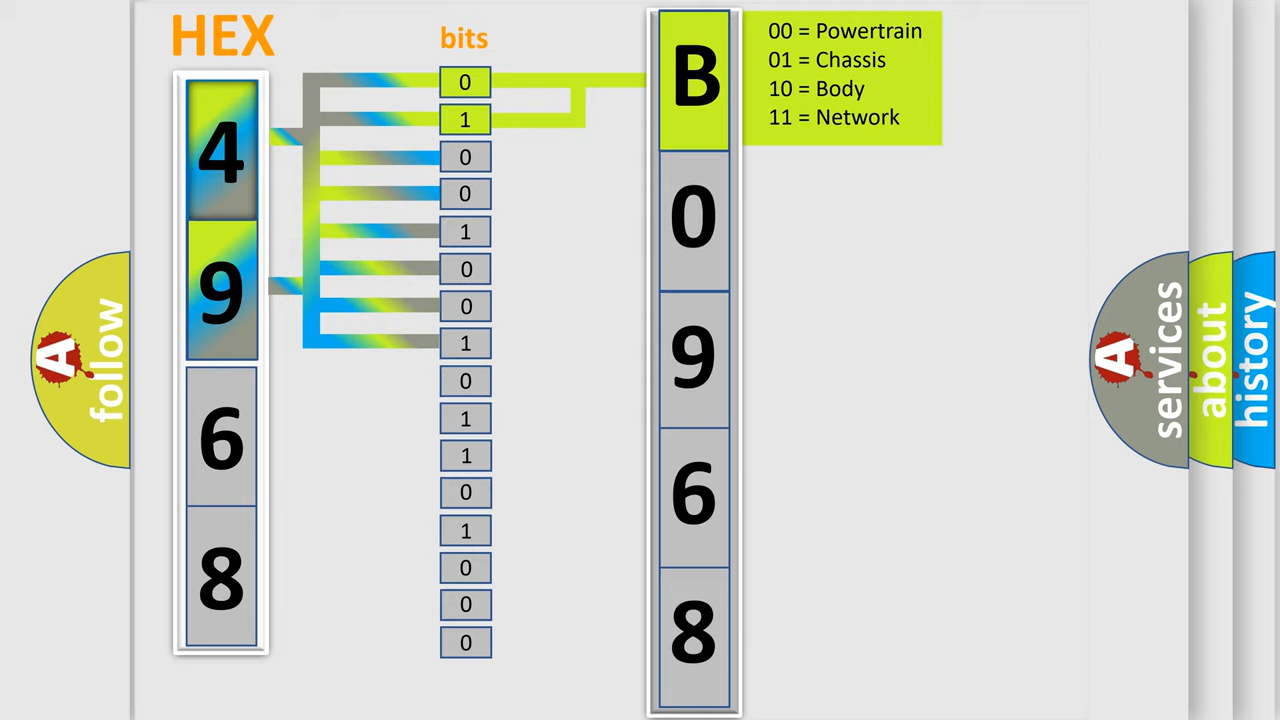 HEX
bits
4
9
6
8
0
1
0
0
1
0
0
1
0
1
1
0
1
0
0
0
B
0
9
6
8
00 = Powertrain
01 = Chassis
10 = Body
11 = Network
A
follow
A
services
about
history